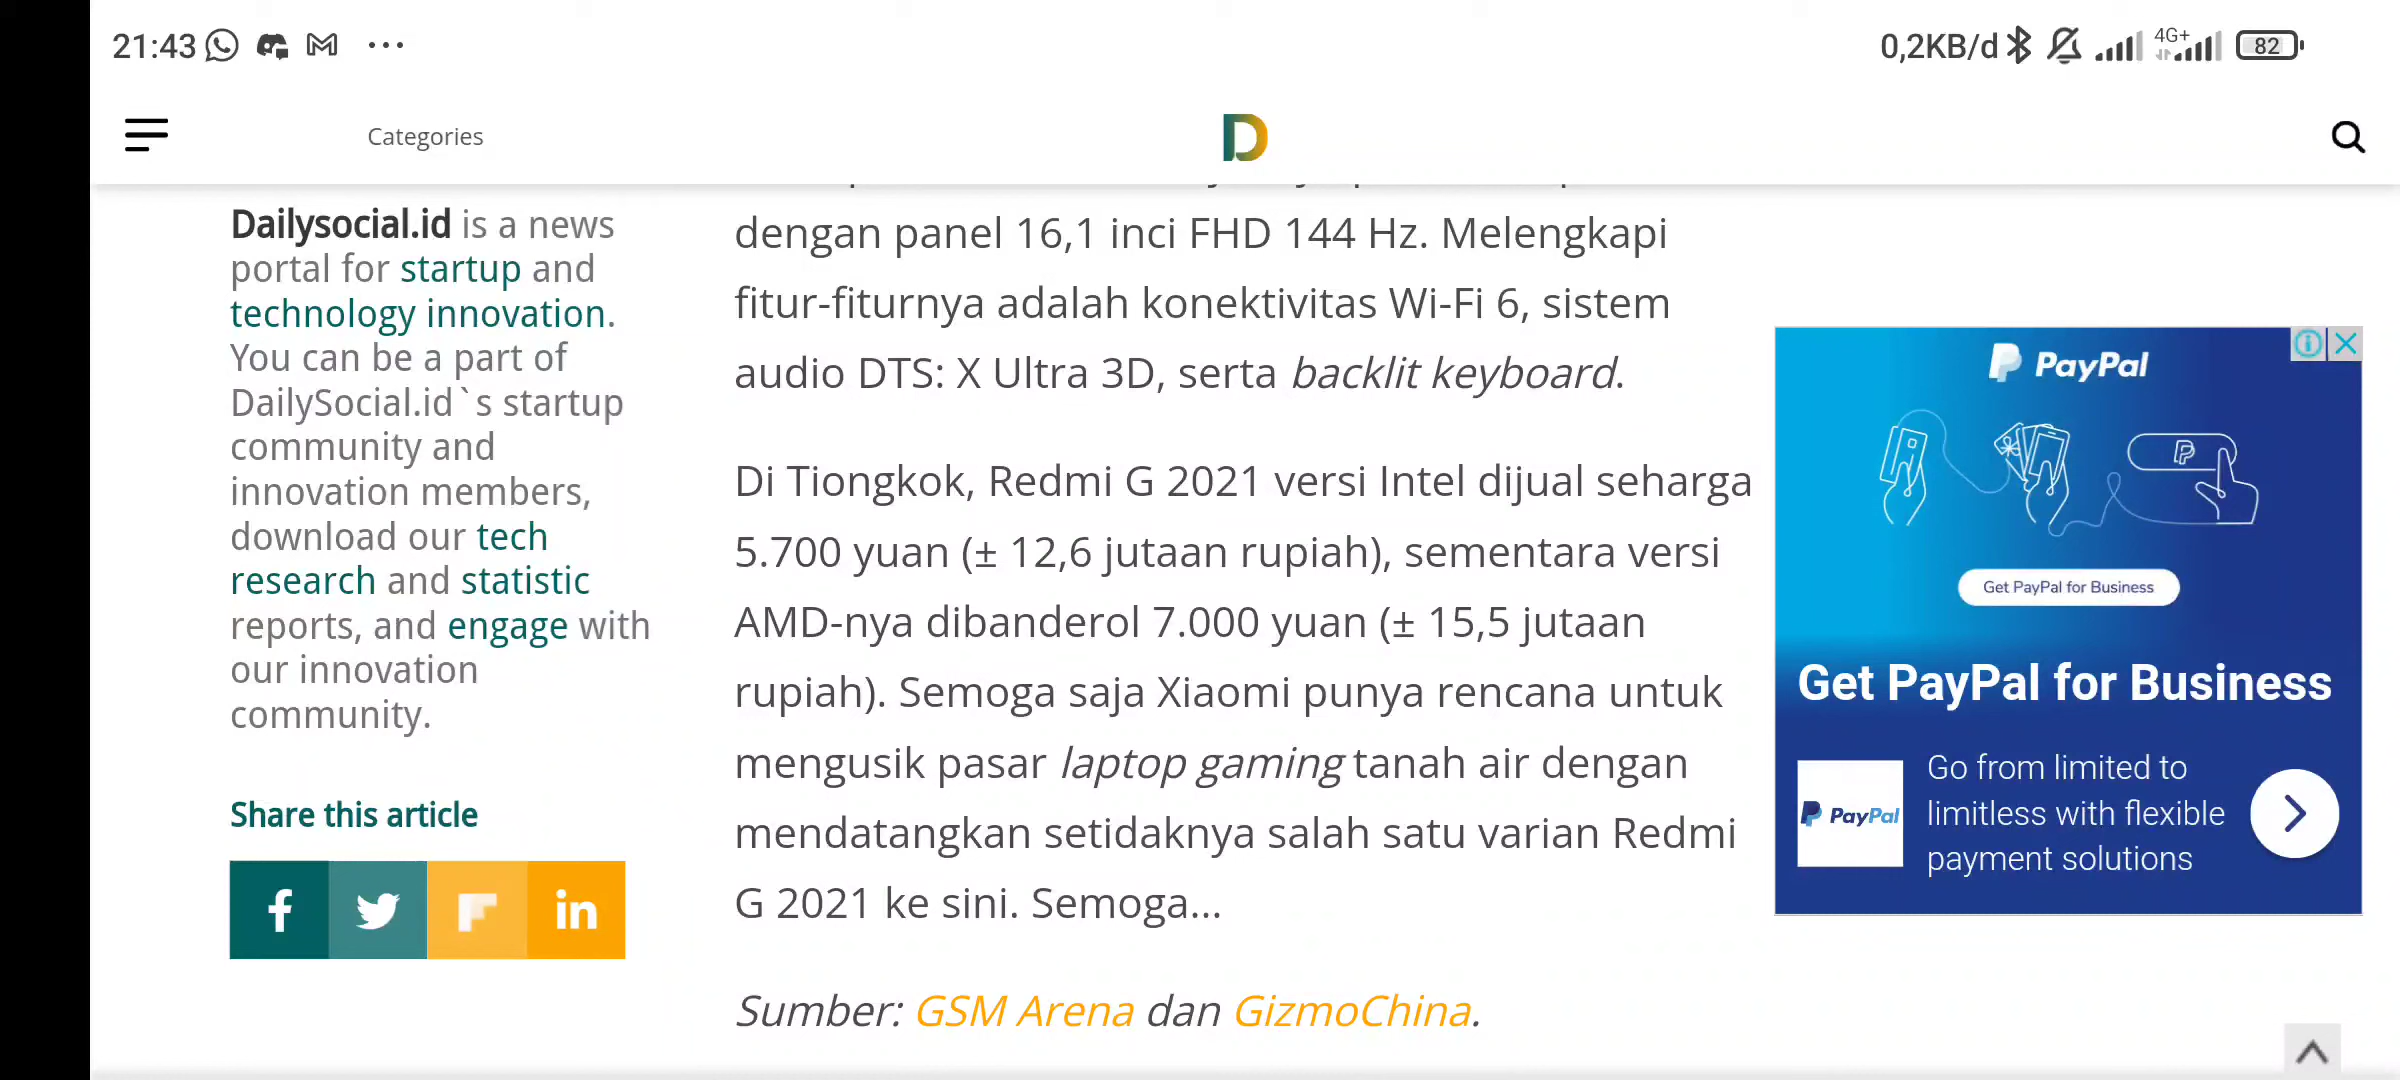 21:43
0,2KB/d
4G+
82
Categories
D
Dailysocial.id is a news
portal for startup and
technology innovation.
You can be a part of
DailySocial.id`s startup
community and
innovation members,
download our tech
research and statistic
reports, and engage with
our innovation
community.
Share this article
f
in
dengan panel 16,1 inci FHD 144 Hz. Melengkapi
fitur-fiturnya adalah konektivitas Wi-Fi 6, sistem
audio DTS: X Ultra 3D, serta backlit keyboard.
Di Tiongkok, Redmi G 2021 versi Intel dijual seharga
5.700 yuan (± 12,6 jutaan rupiah), sementara versi
AMD-nya dibanderol 7.000 yuan (± 15,5 jutaan
rupiah). Semoga saja Xiaomi punya rencana untuk
mengusik pasar laptop gaming tanah air dengan
mendatangkan setidaknya salah satu varian Redmi
G 2021 ke sini. Semoga...
Sumber: GSM Arena dan GizmoChina.
PayPal
Get PayPal for Business
Get PayPal for Business
PayPal
Go from limited to
limitless with flexible
payment solutions